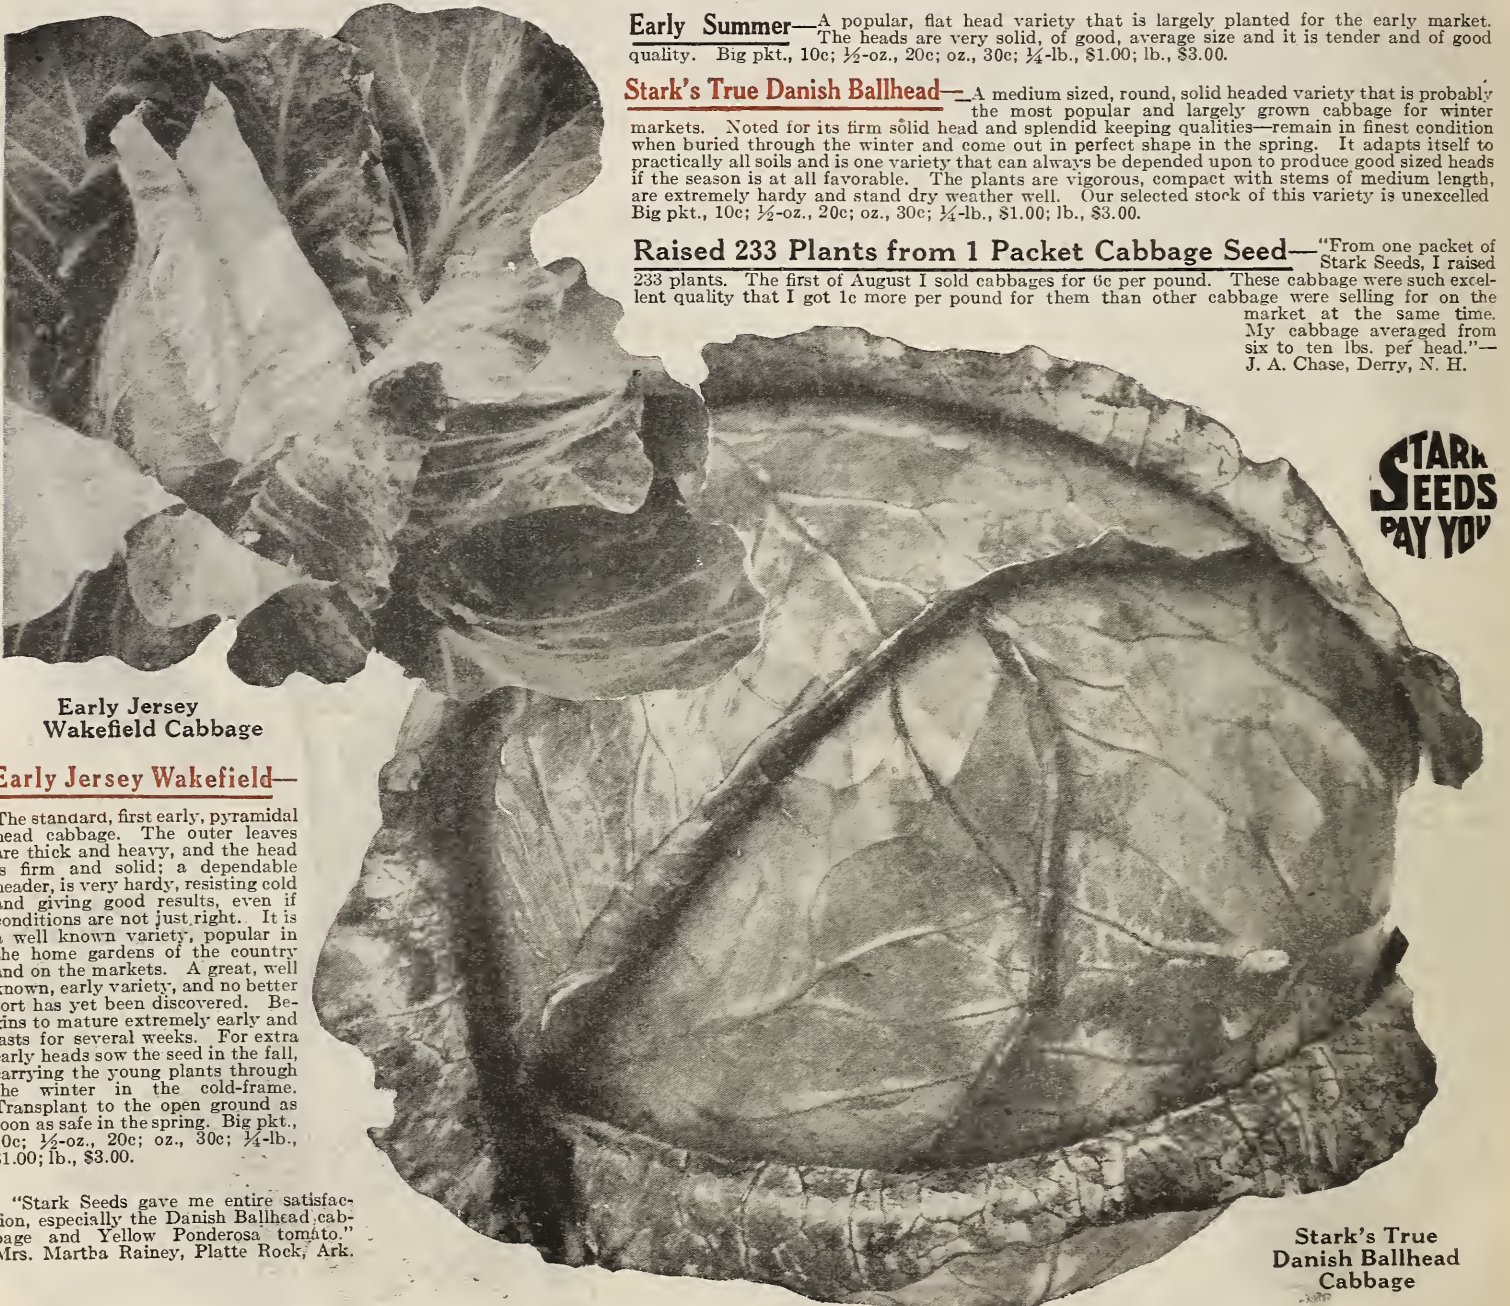 Early Summer—A popular, flat head variety that is largely planted for the early market.
The heads are very solid, of good, average size and it is tender and of good
quality. Big pkt., 10c; ½-oz., 20c; oz., 30c; ¼-lb., $1.00; lb., $3.00.
Stark's True Danish Ballhead—A medium sized, round, solid headed variety that is probably
the most popular and largely grown cabbage for winter
markets. Noted for its firm solid head and splendid keeping qualities—remain in finest condition
when buried through the winter and come out in perfect shape in the spring. It adapts itself to
practically all soils and is one variety that can always be depended upon to produce good sized heads
if the season is at all favorable. The plants are vigorous, compact with stems of medium length,
are extremely hardy and stand dry weather well. Our selected stock of this variety is unexcelled
Big pkt., 10c; ½-oz., 20c; oz., 30c; ¼-lb., $1.00; lb., $3.00.
Raised 233 Plants from 1 Packet Cabbage Seed—"From one packet of
Stark Seeds, I raised
233 plants. The first of August I sold cabbages for 6c per pound. These cabbage were such excel-
lent quality that I got 1c more per pound for them than other cabbage were selling for on the
market at the same time.
My cabbage averaged from
six to ten lbs. per head."—
J. A. Chase, Derry, N. H.
STARK
SEEDS
PAY YOU
Early Jersey
Wakefield Cabbage
Early Jersey Wakefield—
The standard, first early, pyramidal
head cabbage. The outer leaves
are thick and heavy, and the head
is firm and solid; a dependable
header, is very hardy, resisting cold
and giving good results, even if
conditions are not just right. It is
a well known variety, popular in
the home gardens of the country
and on the markets. A great, well
known, early variety, and no better
sort has yet been discovered. Be-
gins to mature extremely early and
lasts for several weeks. For extra
early heads sow the seed in the fall,
carrying the young plants through
the winter in the cold-frame.
Transplant to the open ground as
soon as safe in the spring. Big pkt.,
10c; ½-oz., 20c; oz., 30c; ¼-lb.,
$1.00; lb., $3.00.
"Stark Seeds gave me entire satisfac-
tion, especially the Danish Ballhead cab-
bage and Yellow Ponderosa tomato."
Mrs. Martha Rainey, Platte Rock, Ark.
Stark's True
Danish Ballhead
Cabbage